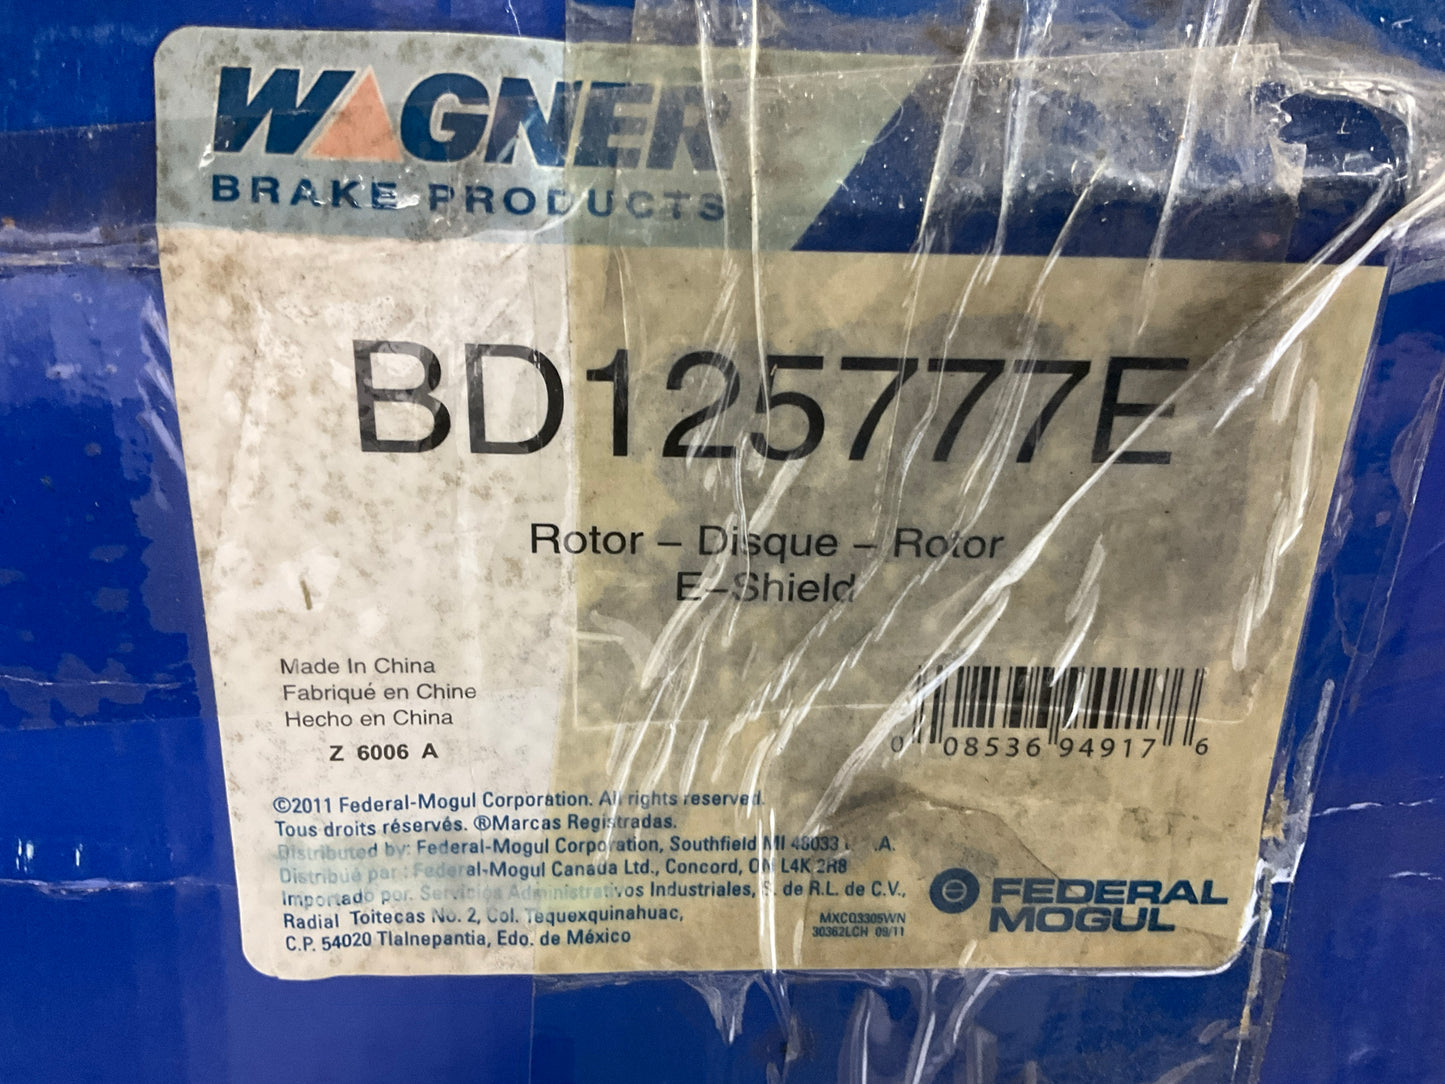 WAGNER
BRAKE PRODUCTS
BD125777E
Rotor – Disque – Rotor
E–Shield
Made In China
Fabriqué en Chine
Hecho en China
Z 6006 A
0 08536 94917 6
©2011 Federal-Mogul Corporation. All rights reserved.
Tous droits réservés. ®Marcas Registradas.
Distributed by: Federal-Mogul Corporation, Southfield MI 48033 .A.
Distribué par : Federal-Mogul Canada Ltd., Concord, ON L4K 2R8
Importado por. Servicios Administrativos Industriales, S. de R.L. de C.V.,
Radial Toitecas No. 2, Col. Tequexquinahuac,
C.P. 54020 Tlalnepantia, Edo. de México
MXCQ3305WN
30362LCH 09/11
FEDERAL
MOGUL